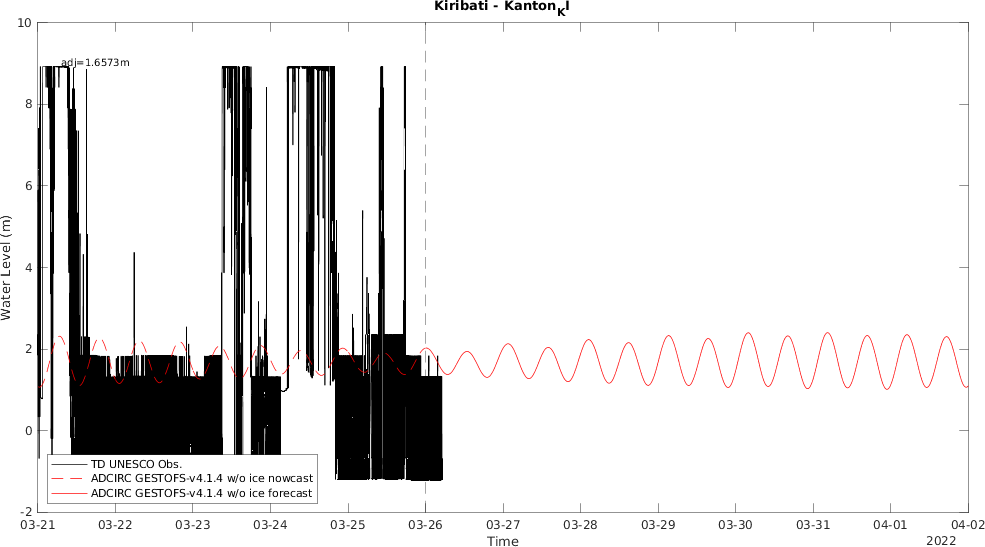 Kiribati - Kanton_KI
10
adj=1.6573m
8
6
4
2
0
-2
Water Level (m)
TD UNESCO Obs.
ADCIRC GESTOFS-v4.1.4 w/o ice nowcast
ADCIRC GESTOFS-v4.1.4 w/o ice forecast
03-21 03-22 03-23 03-24 03-25 03-26 03-27 03-28 03-29 03-30 03-31 04-01 04-02
Time
2022